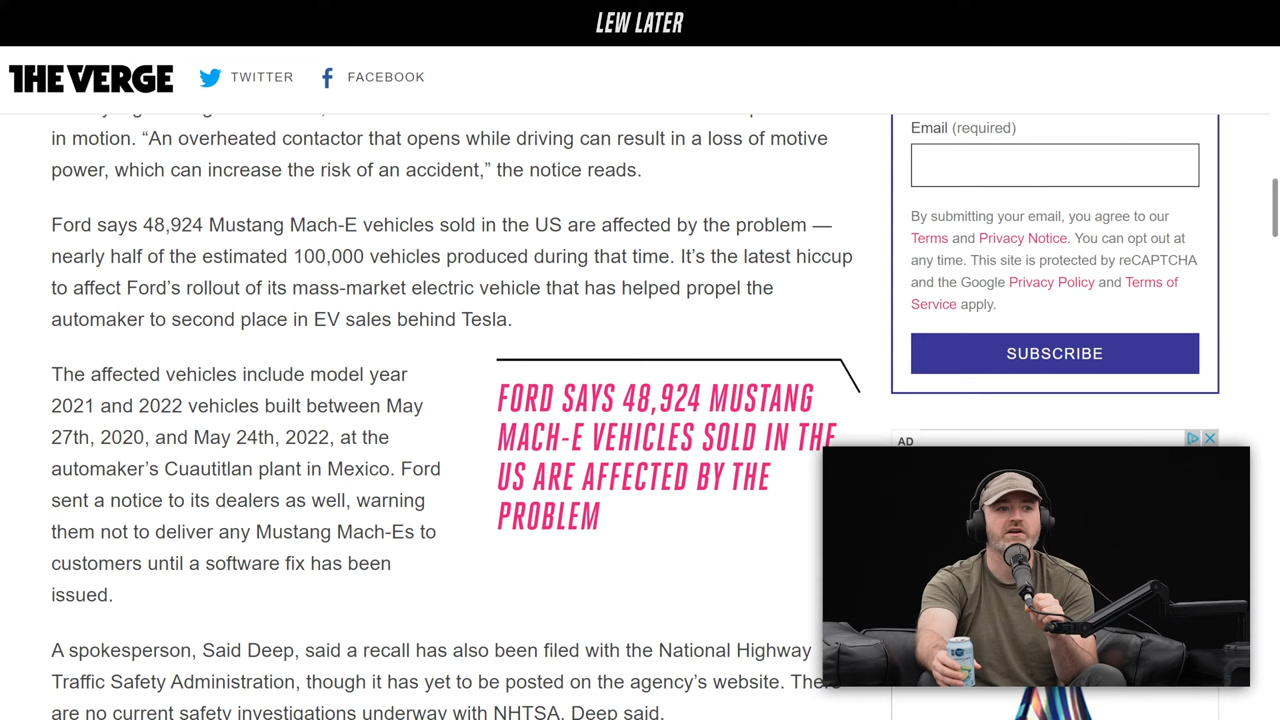 LEW LATER
THE VERGE
TWITTER
FACEBOOK
in motion. “An overheated contactor that opens while driving can result in a loss of motive
power, which can increase the risk of an accident,” the notice reads.
Ford says 48,924 Mustang Mach-E vehicles sold in the US are affected by the problem —
nearly half of the estimated 100,000 vehicles produced during that time. It’s the latest hiccup
to affect Ford’s rollout of its mass-market electric vehicle that has helped propel the
automaker to second place in EV sales behind Tesla.
The affected vehicles include model year
2021 and 2022 vehicles built between May
27th, 2020, and May 24th, 2022, at the
automaker’s Cuautitlan plant in Mexico. Ford
sent a notice to its dealers as well, warning
them not to deliver any Mustang Mach-Es to
customers until a software fix has been
issued.
FORD SAYS 48,924 MUSTANG
MACH-E VEHICLES SOLD IN THE
US ARE AFFECTED BY THE
PROBLEM
A spokesperson, Said Deep, said a recall has also been filed with the National Highway
Traffic Safety Administration, though it has yet to be posted on the agency’s website.
are no current safety investigations underway with NHTSA, Deep said.
Email (required)
By submitting your email, you agree to our
Terms and Privacy Notice. You can opt out at
any time. This site is protected by reCAPTCHA
and the Google Privacy Policy and Terms of
Service apply.
SUBSCRIBE
AD